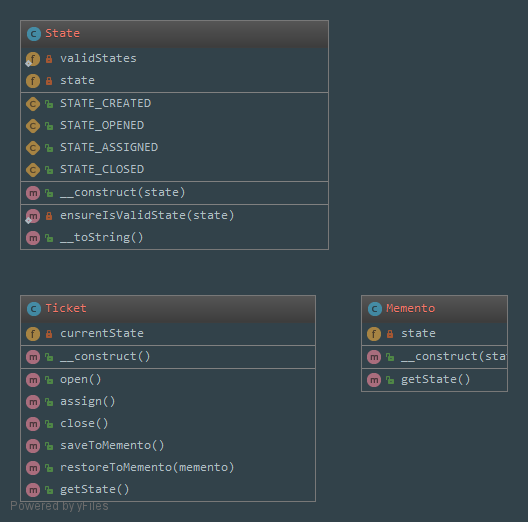 State
validStates
state
STATE_CREATED
STATE_OPENED
STATE_ASSIGNED
STATE_CLOSED
__construct(state)
ensureIsValidState(state)
__toString()
Ticket
currentState
__construct()
open()
assign()
close()
saveToMemento()
restoreToMemento(memento)
getState()
Memento
state
__construct(sta
getState()
Powered by yFiles